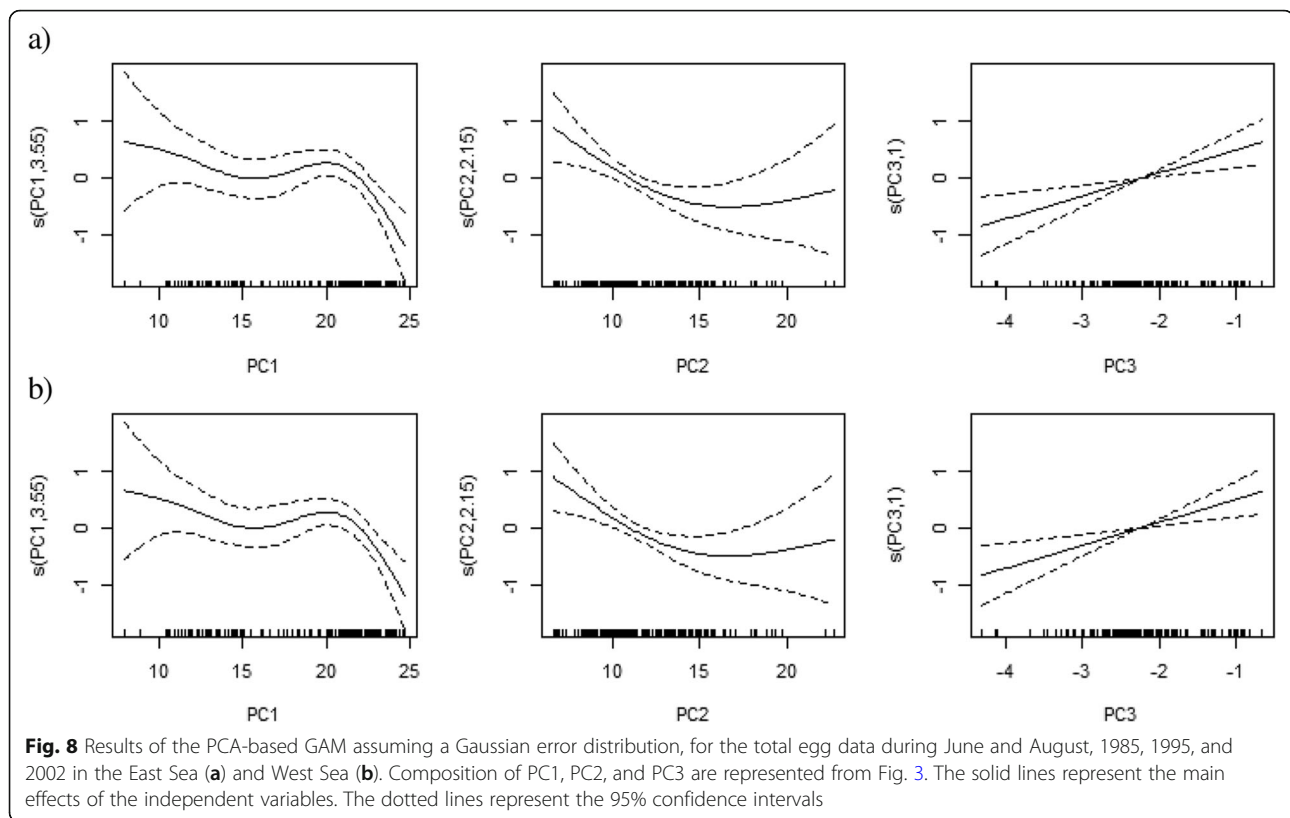 a)
s(PC1,3.55)
1
0
-1
10 15 20 25
PC1
s(PC2,2.15)
1
0
-1
10 15 20
PC2
s(PC3,1)
1
0
-1
-4 -3 -2 -1
PC3
b)
s(PC1,3.55)
1
0
-1
10 15 20 25
PC1
s(PC2,2.15)
1
0
-1
10 15 20
PC2
s(PC3,1)
1
0
-1
-4 -3 -2 -1
PC3
Fig. 8 Results of the PCA-based GAM assuming a Gaussian error distribution, for the total egg data during June and August, 1985, 1995, and
2002 in the East Sea (a) and West Sea (b). Composition of PC1, PC2, and PC3 are represented from Fig. 3. The solid lines represent the main
effects of the independent variables. The dotted lines represent the 95% confidence intervals